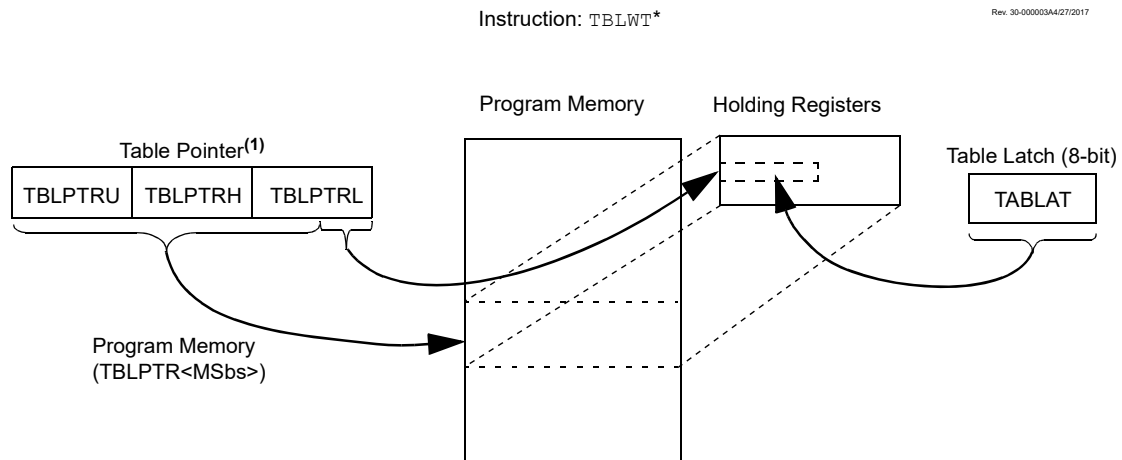 Instruction: TBLWT*
Rev. 30-000003A4/27/2017
Program Memory
Holding Registers
Table Pointer(1)
Table Latch (8-bit)
TBLPTRU
TBLPTRH
TBLPTRL
TABLAT
Program Memory
(TBLPTR<MSbs>)